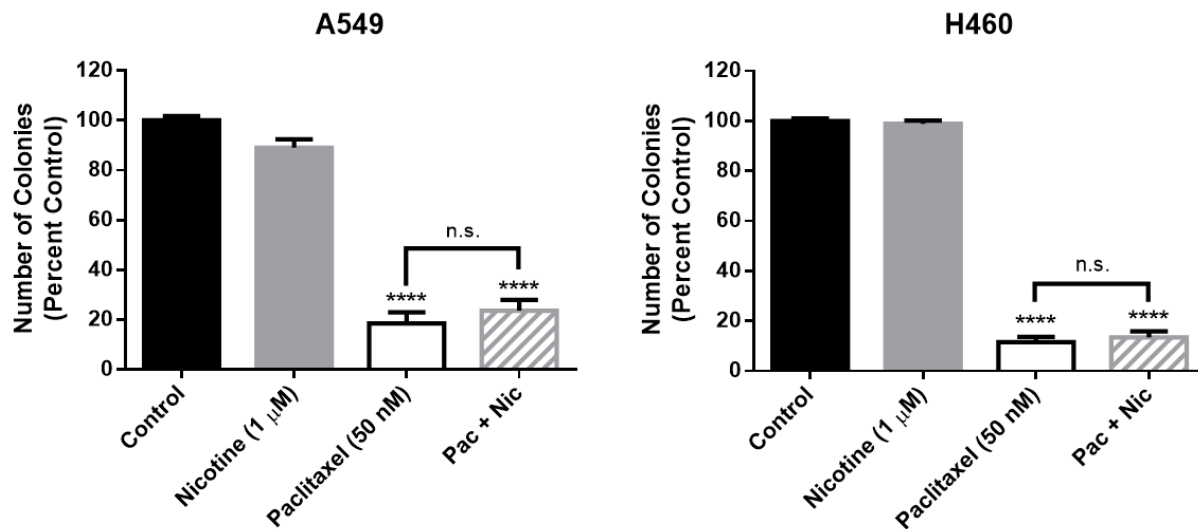 A549
Number of Colonies
(Percent Control)
120
100
80
60
40
20
0
n.s.
****
****
Control
Nicotine (1 μM)
Paclitaxel (50 nM)
Pac + Nic
H460
Number of Colonies
(Percent Control)
120
100
80
60
40
20
0
n.s.
****
****
Control
Nicotine (1 μM)
Paclitaxel (50 nM)
Pac + Nic